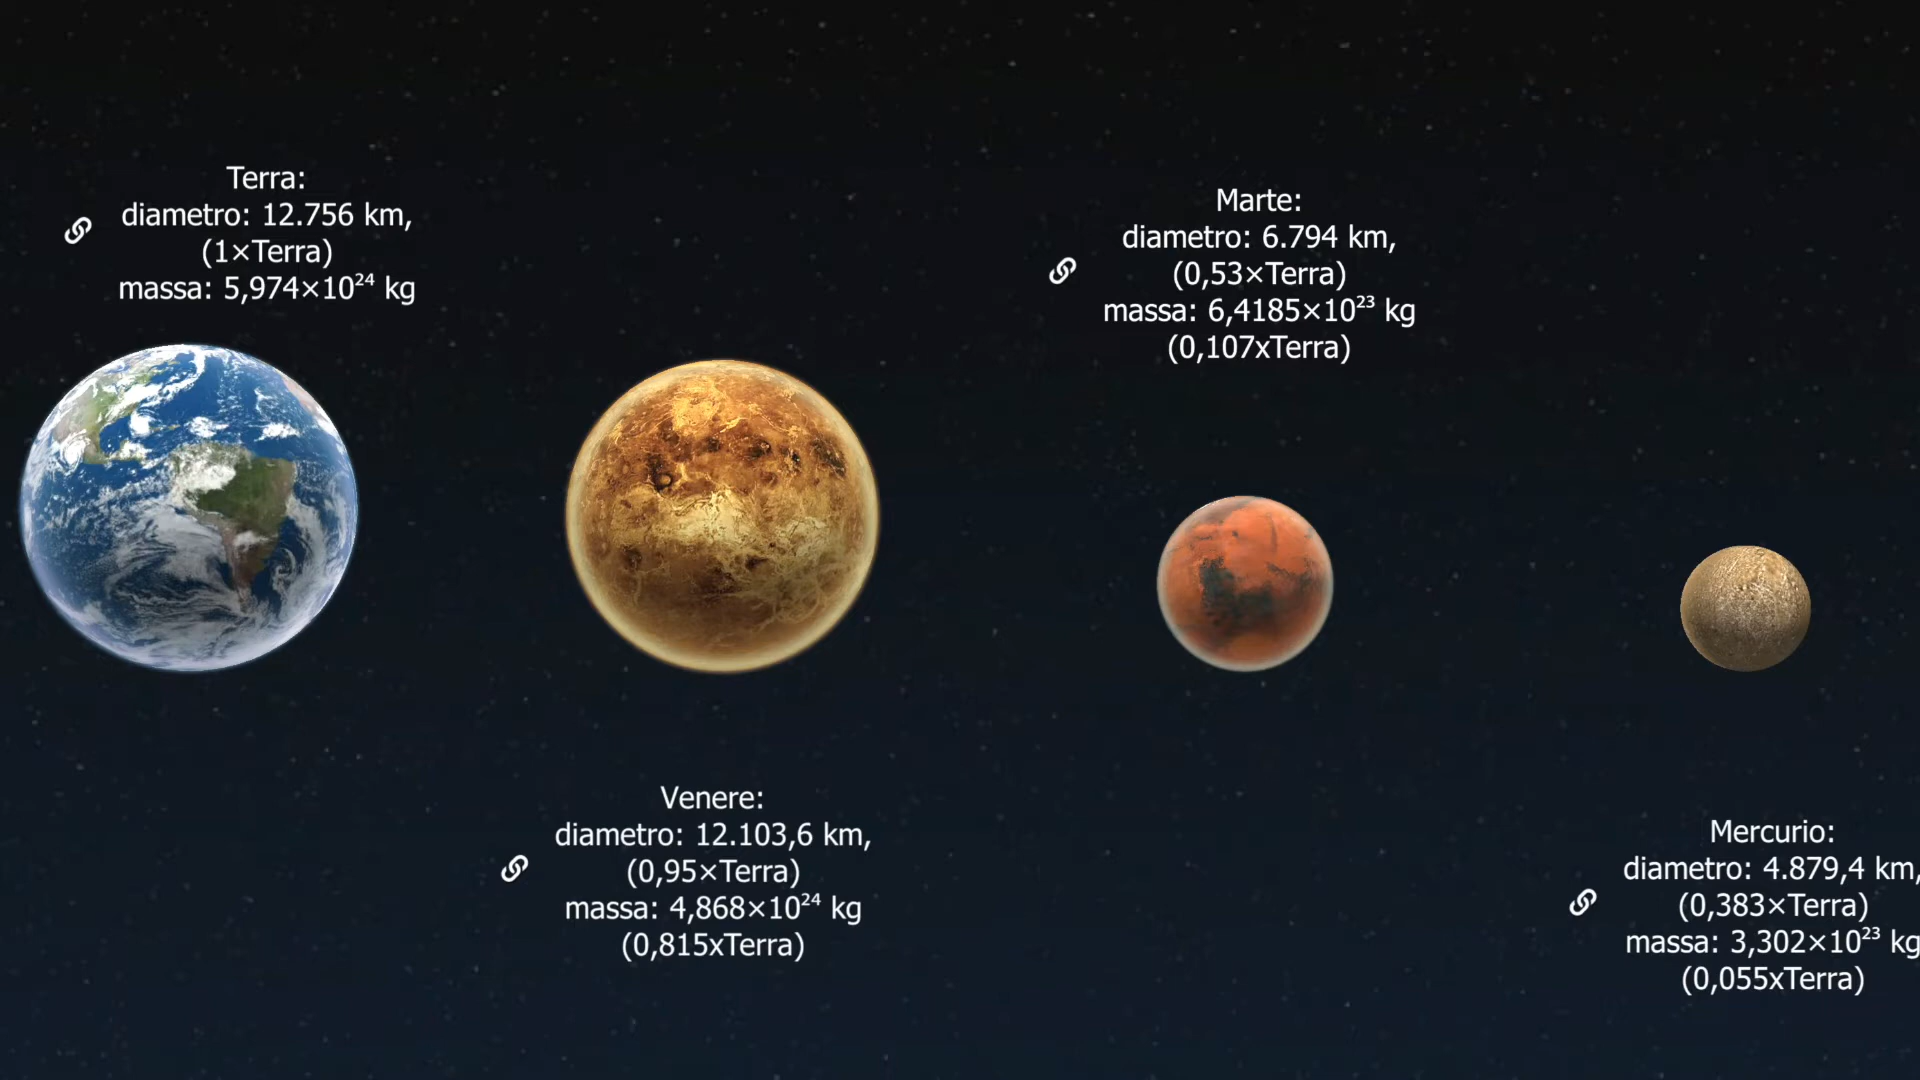 Terra:
diametro: 12.756 km,
(1×Terra)
massa: 5,974×10²⁴ kg
Venere:
diametro: 12.103,6 km,
(0,95×Terra)
massa: 4,868×10²⁴ kg
(0,815xTerra)
Marte:
diametro: 6.794 km,
(0,53×Terra)
massa: 6,4185×10²³ kg
(0,107xTerra)
Mercurio:
diametro: 4.879,4 km,
(0,383×Terra)
massa: 3,302×10²³ kg
(0,055xTerra)